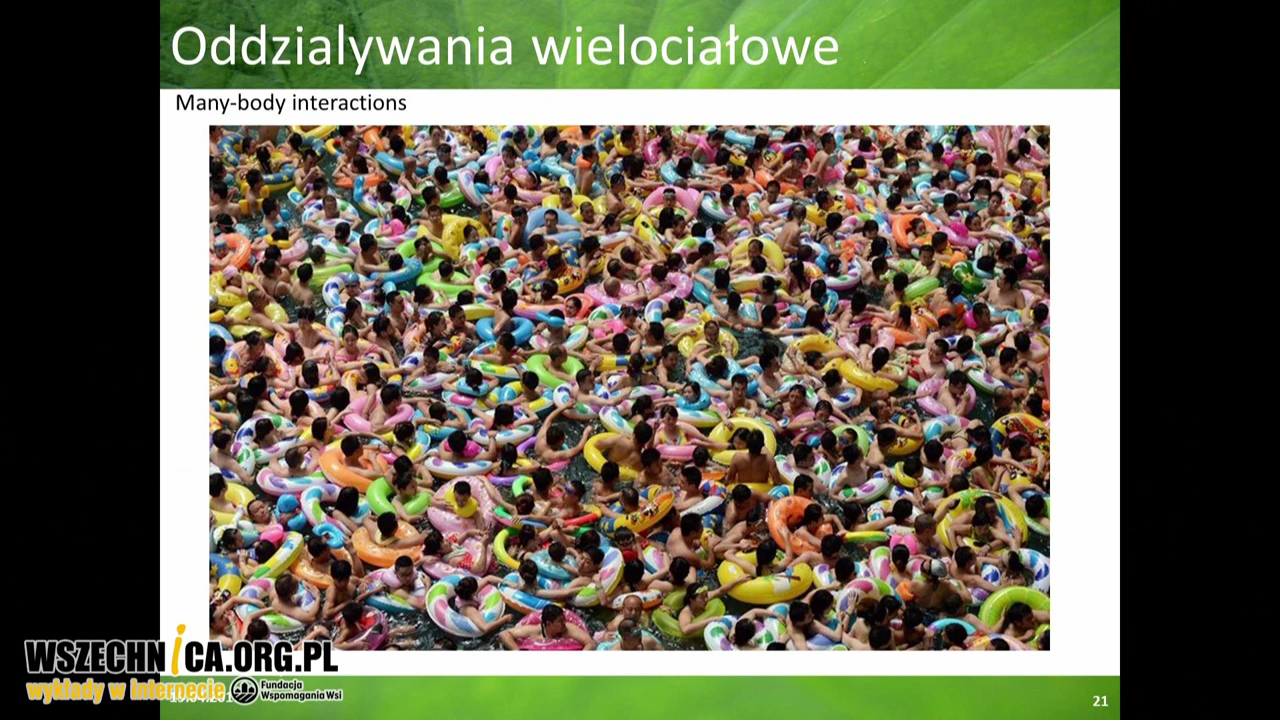 Oddzialywania wielociałowe
Many-body interactions
WSZECHNiCA.ORG.PL
wykłady w internecie
Fundacja
Wspomagania Wsi
21